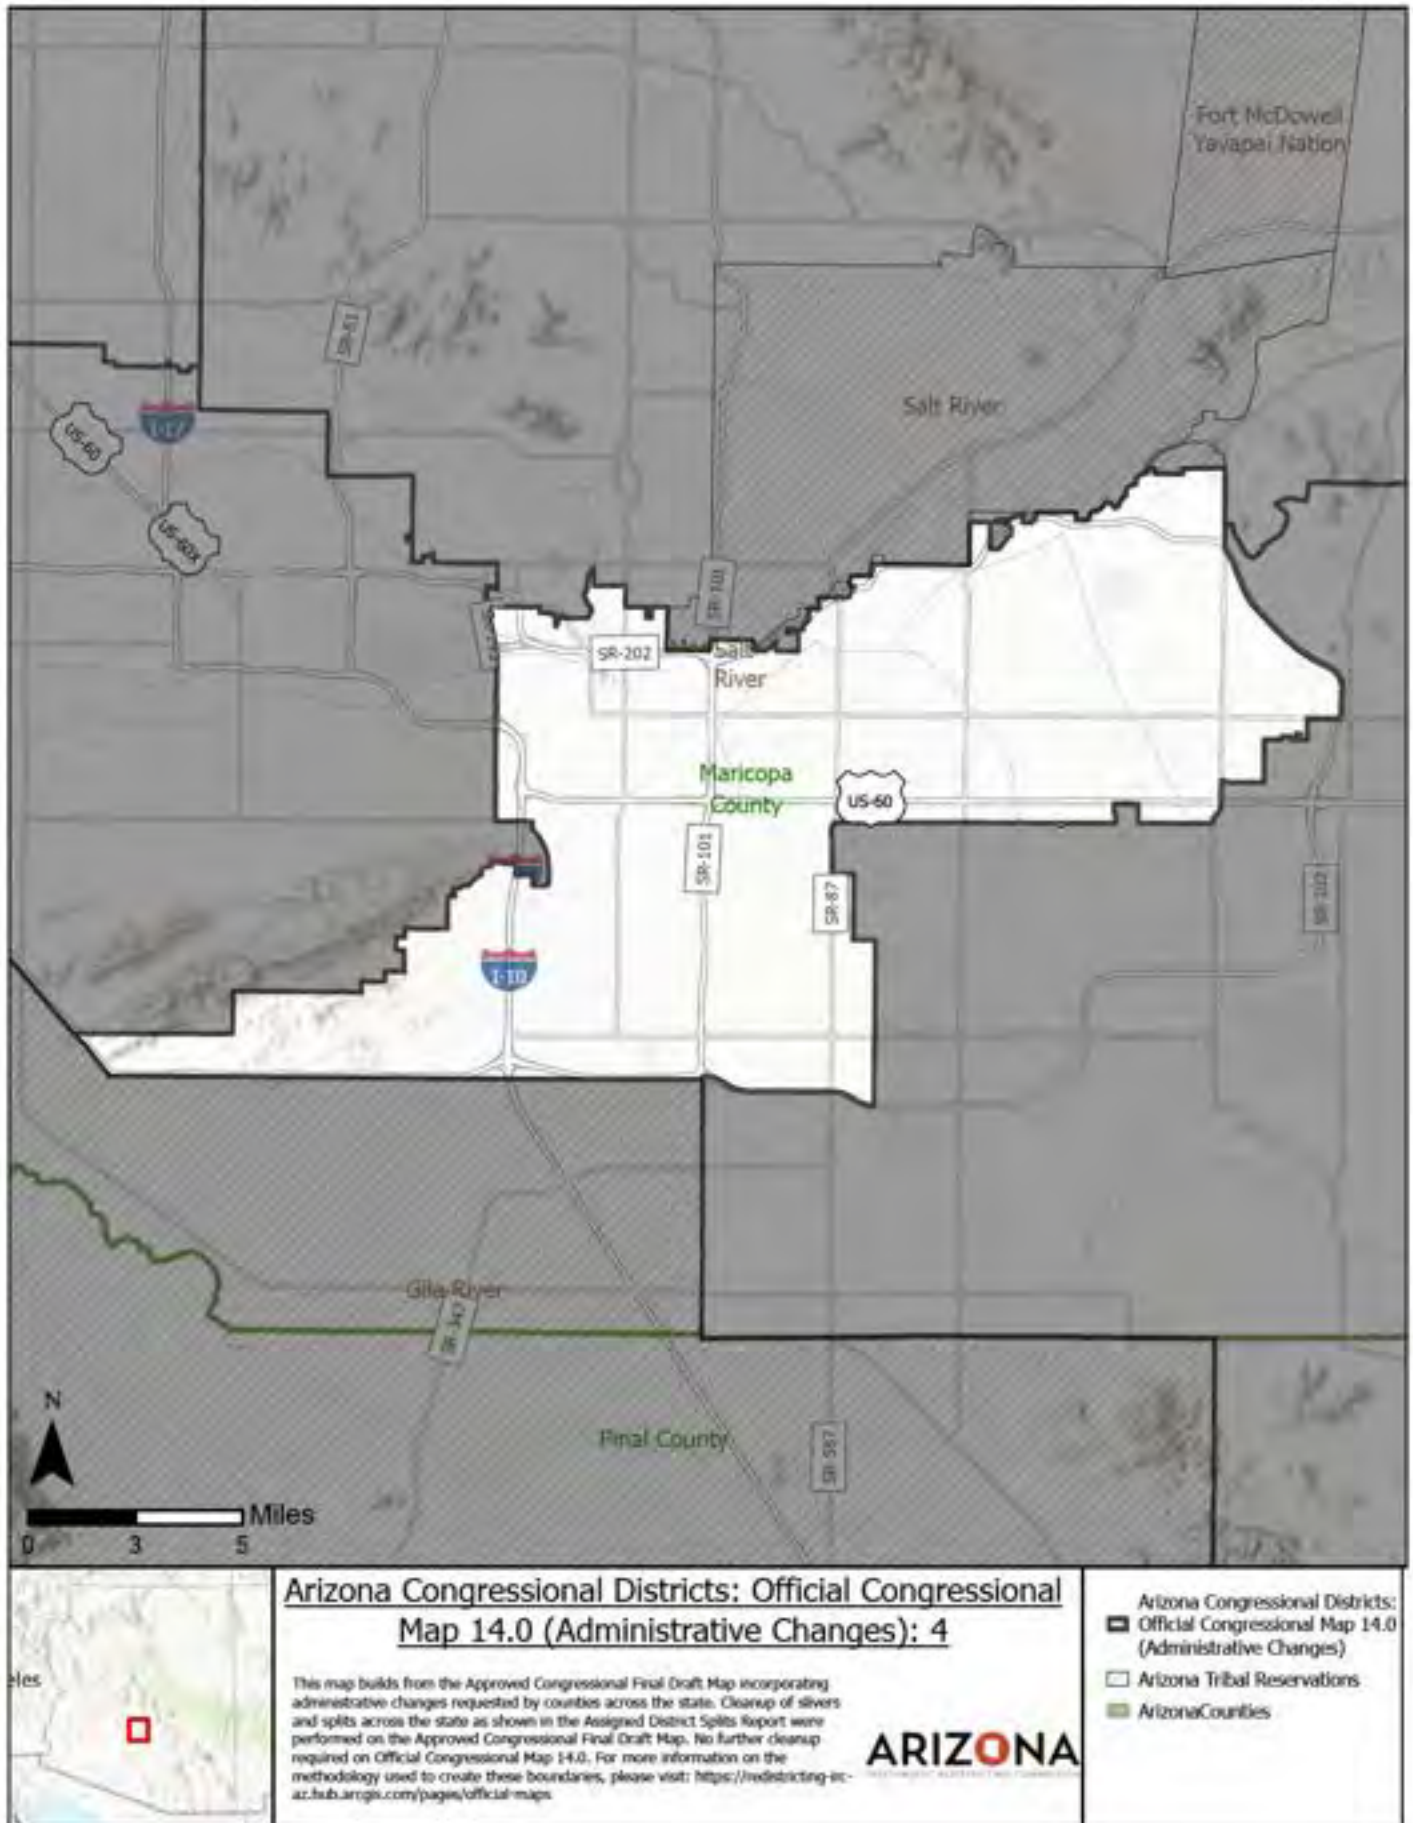 Fort McDowell
Yavapai Nation
SR-51
Salt River
I-17
US-60
US-60X
SR-101
SR-202
Salt
River
Maricopa
County
US-60
SR-101
SR-87
SR-202
I-10
Gila River
SR-347
Pinal County
SR-587
N
Miles
0 3 5
eles
Arizona Congressional Districts: Official Congressional
Map 14.0 (Administrative Changes): 4
This map builds from the Approved Congressional Final Draft Map incorporating
administrative changes requested by counties across the state. Cleanup of slivers
and splits across the state as shown in the Assigned District Splits Report were
performed on the Approved Congressional Final Draft Map. No further cleanup
required on Official Congressional Map 14.0. For more information on the
methodology used to create these boundaries, please visit: https://redistricting-irc-
az.hub.arcgis.com/pages/official-maps
ARIZONA
Arizona Congressional Districts:
Official Congressional Map 14.0
(Administrative Changes)
Arizona Tribal Reservations
ArizonaCounties